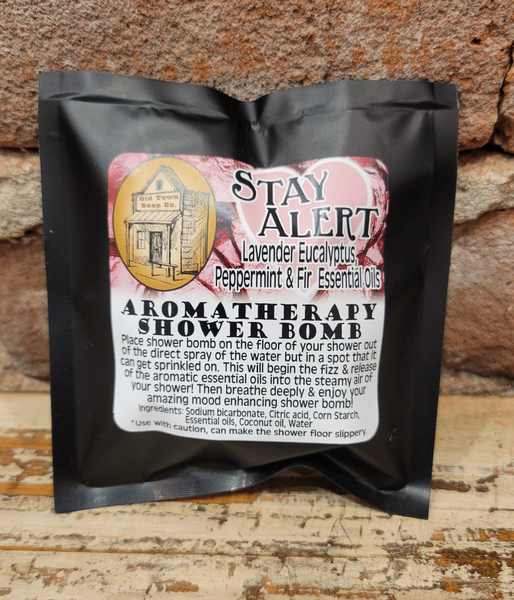 Old Town
Soap Co.
STAY
ALERT
Lavender Eucalyptus,
Peppermint & Fir Essential Oils
AROMATHERAPY
SHOWER BOMB
Place shower bomb on the floor of your shower out
of the direct spray of the water but in a spot that it
can get sprinkled on. This will begin the fizz & release
of the aromatic essential oils into the steamy air of
your shower! Then breathe deeply & enjoy your
amazing mood enhancing shower bomb!
Ingredients: Sodium bicarbonate, Citric acid, Corn Starch,
Essential oils, Coconut oil, Water
*Use with caution, can make the shower floor slippery.